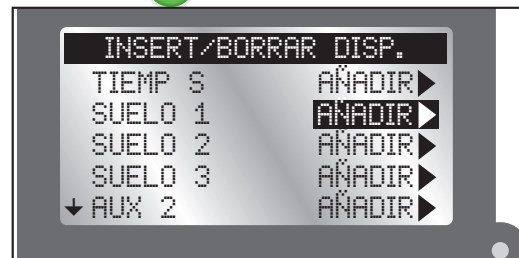 INSERT/BORRAR DISP.
TIEMP S AÑADIR▶
SUELO 1 AÑADIR▶
SUELO 2 AÑADIR▶
SUELO 3 AÑADIR▶
↓ AUX 2 AÑADIR▶